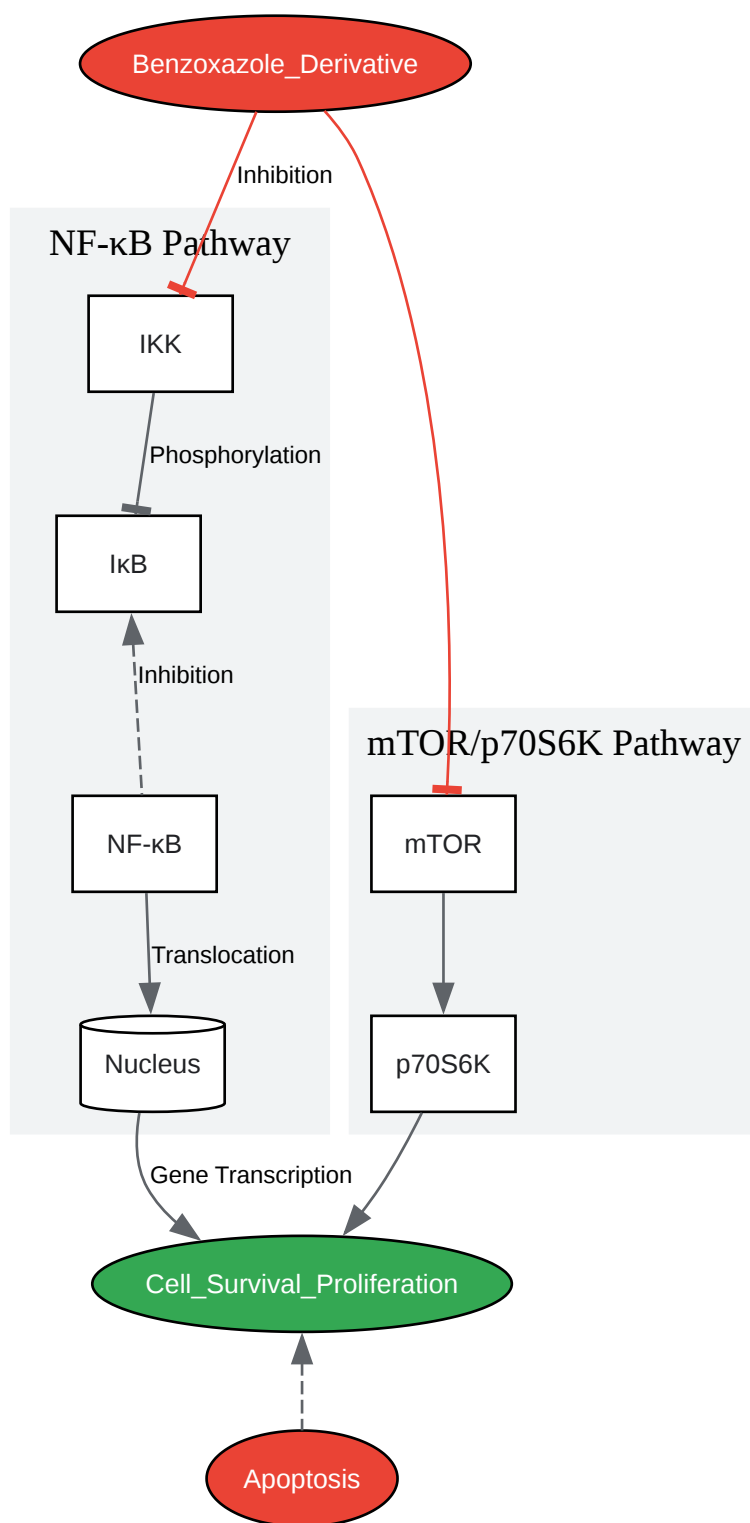 Benzoxazole_Derivative
Inhibition
NF-κB Pathway
IKK
Phosphorylation
IκB
Inhibition
mTOR/p70S6K Pathway
NF-κB
mTOR
Translocation
Nucleus
p70S6K
Gene Transcription
Cell_Survival_Proliferation
Apoptosis